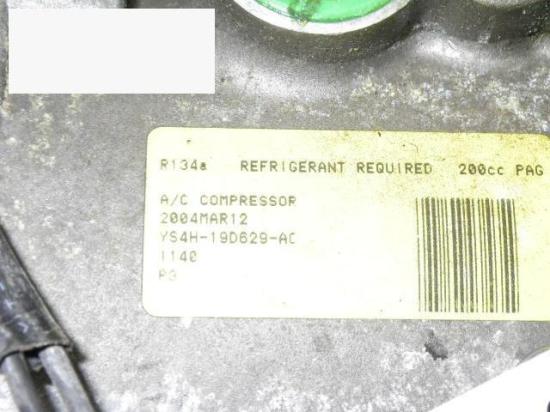 R134a REFRIGERANT REQUIRED 200cc PAG
A/C COMPRESSOR
2004MAR12
YS4H-19D629-AC
1140
P3